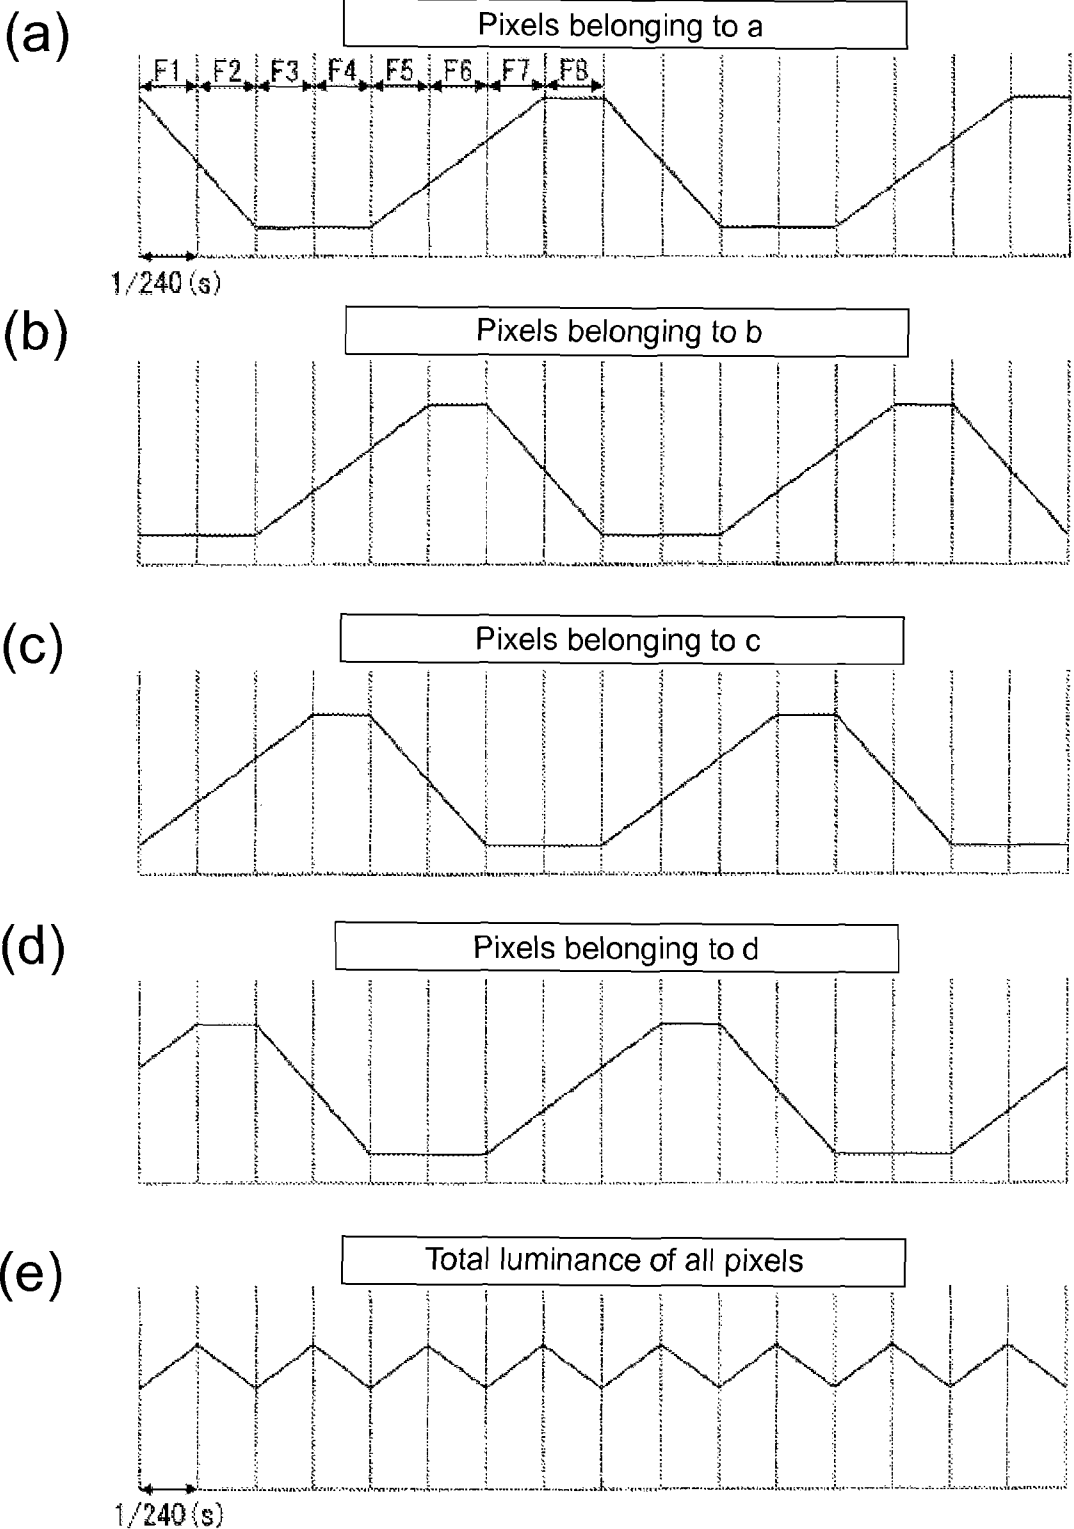 (a)
Pixels belonging to a
F1 F2 F3 F4 F5 F6 F7 F8
1/240(s)
(b)
Pixels belonging to b
(c)
Pixels belonging to c
(d)
Pixels belonging to d
(e)
Total luminance of all pixels
1/240(s)